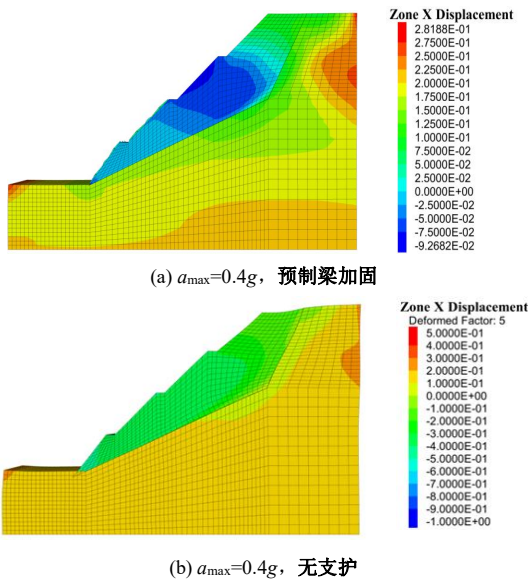 Zone X Displacement
2.8188E-01
2.7500E-01
2.5000E-01
2.2500E-01
2.0000E-01
1.7500E-01
1.5000E-01
1.2500E-01
1.0000E-01
7.5000E-02
5.0000E-02
2.5000E-02
0.0000E+00
-2.5000E-02
-5.0000E-02
-7.5000E-02
-9.2682E-02
(a) amax=0.4g，预制梁加固
Zone X Displacement
Deformed Factor: 5
5.0000E-01
4.0000E-01
3.0000E-01
2.0000E-01
1.0000E-01
0.0000E+00
-1.0000E-01
-2.0000E-01
-3.0000E-01
-4.0000E-01
-5.0000E-01
-6.0000E-01
-7.0000E-01
-8.0000E-01
-9.0000E-01
-1.0000E+00
(b) amax=0.4g，无支护